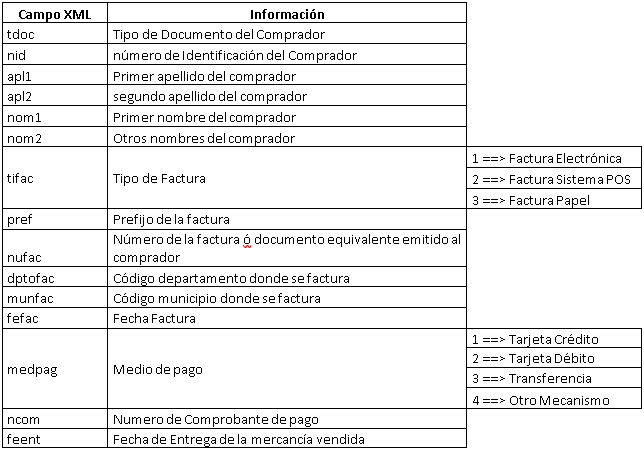 Campo XML Información
tdoc Tipo de Documento del Comprador
nid número de Identificación del Comprador
apl1 Primer apellido del comprador
apl2 segundo apellido del comprador
nom1 Primer nombre del comprador
nom2 Otros nombres del comprador
tifac Tipo de Factura
1 ==> Factura Electrónica
2 ==> Factura Sistema POS
3 ==> Factura Papel
pref Prefijo de la factura
nufac Número de la factura ó documento equivalente emitido al
comprador
dptofac Código departamento donde se factura
munfac Código municipio donde se factura
fefac Fecha Factura
medpag Medio de pago
1 ==> Tarjeta Crédito
2 ==> Tarjeta Débito
3 ==> Transferencia
4 ==> Otro Mecanismo
ncom Numero de Comprobante de pago
feent Fecha de Entrega de la mercancía vendida